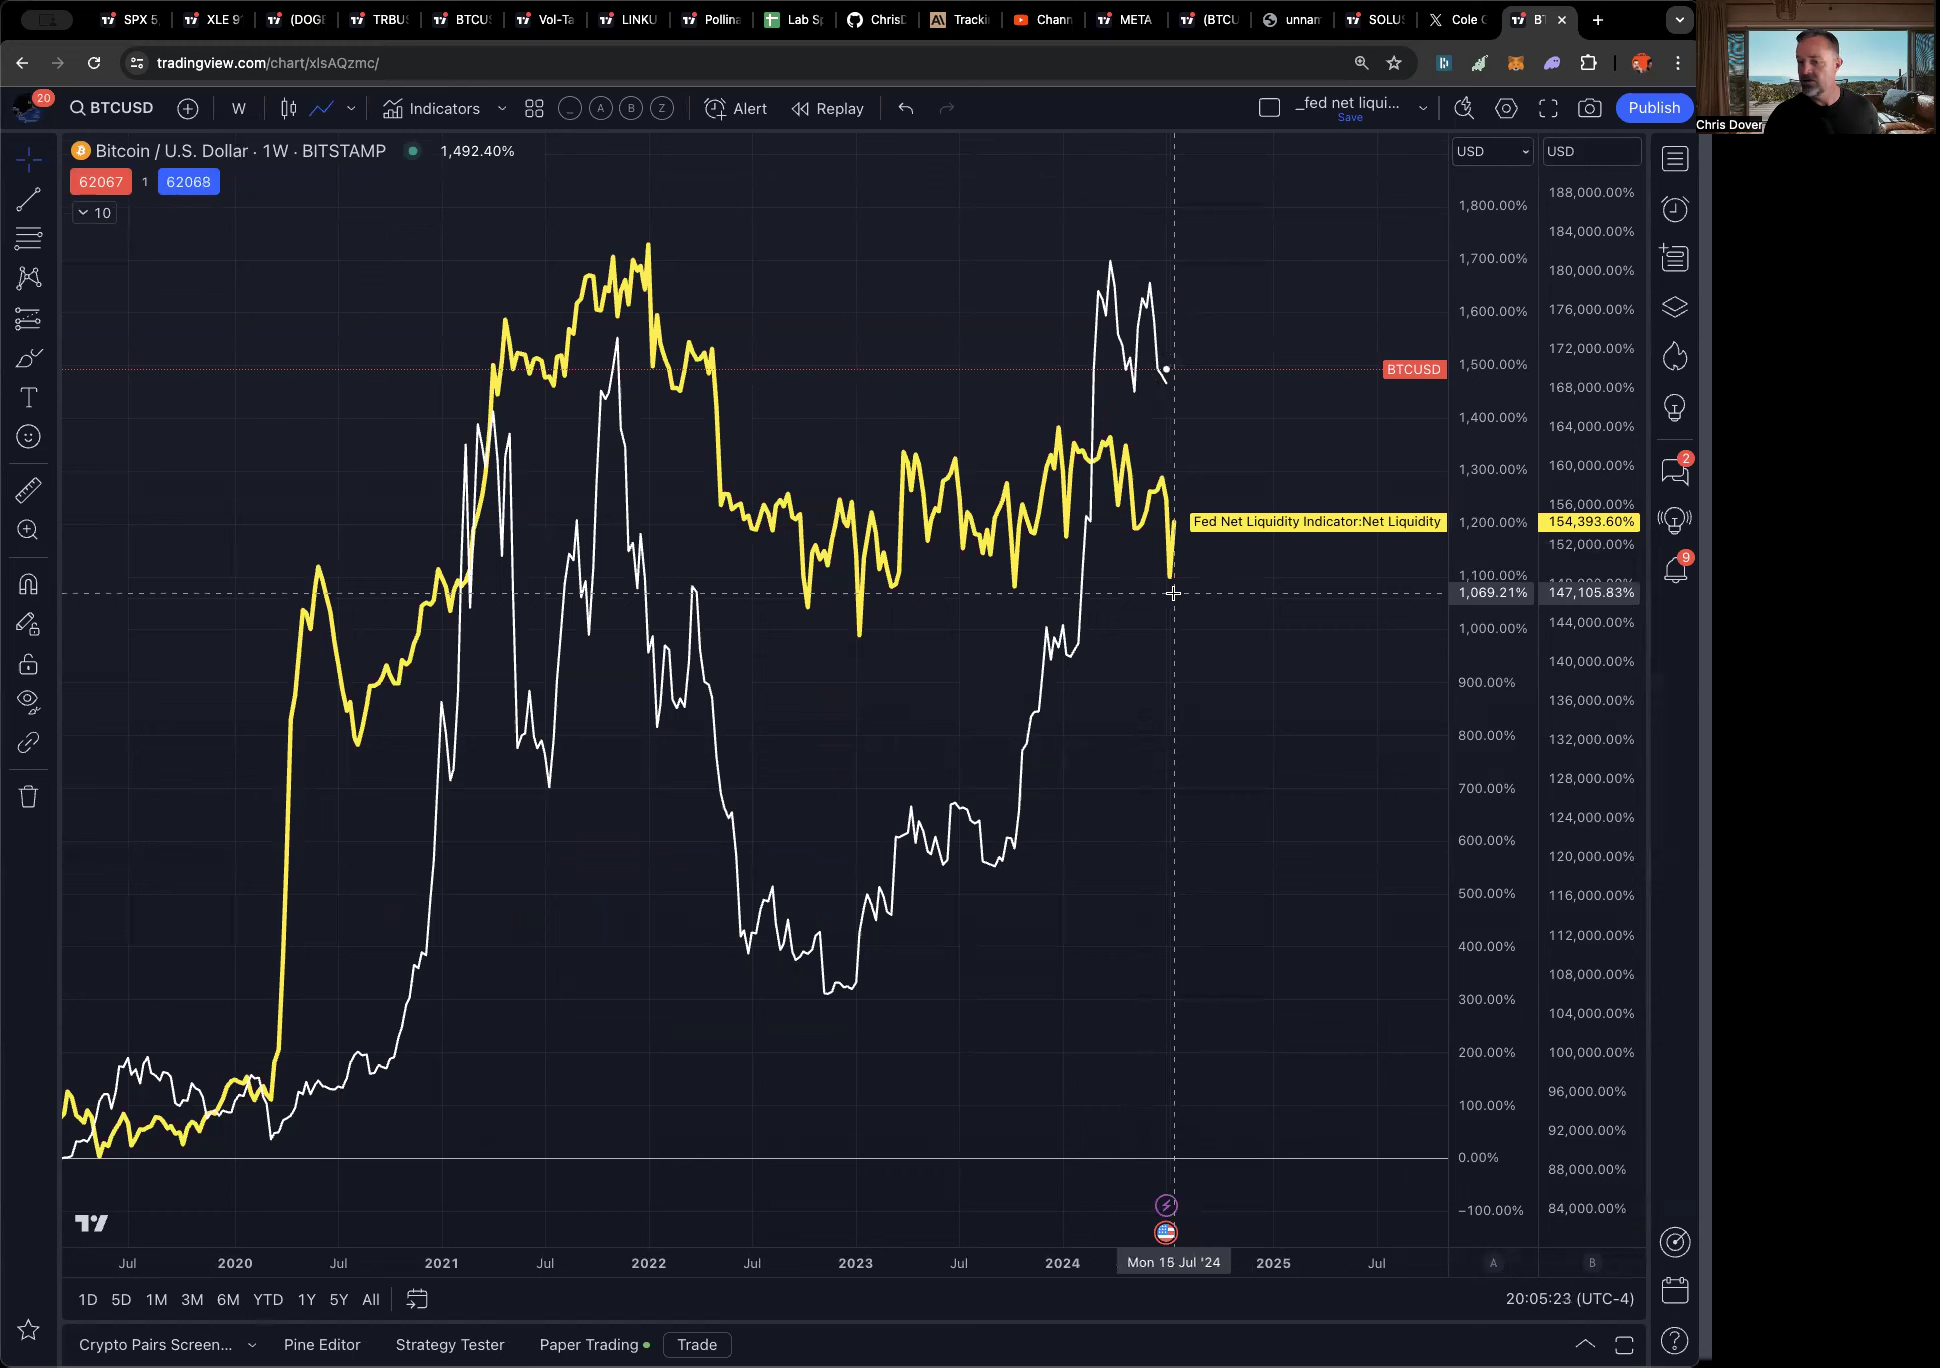 SPX 5,
XLE 9
(DOGE
TRBUS
BTCUS
Vol-Ta
LINKU
Pollina
Lab Sp
ChrisD
Tracki
Chann
META
(BTCU
unnam
SOLUS
Cole G
BT
tradingview.com/chart/xlsAQzmc/
Chris Dover
20
BTCUSD
W
Indicators
A
B
Z
Alert
Replay
_fed net liqui...
Save
Publish
Bitcoin / U.S. Dollar · 1W · BITSTAMP
1,492.40%
62067
1
62068
10
USD
USD
1,800.00%
1,700.00%
1,600.00%
1,500.00%
1,400.00%
1,300.00%
1,200.00%
1,100.00%
1,069.21%
1,000.00%
900.00%
800.00%
700.00%
600.00%
500.00%
400.00%
300.00%
200.00%
100.00%
0.00%
−100.00%
188,000.00%
184,000.00%
180,000.00%
176,000.00%
172,000.00%
168,000.00%
164,000.00%
160,000.00%
156,000.00%
154,393.60%
152,000.00%
147,105.83%
144,000.00%
140,000.00%
136,000.00%
132,000.00%
128,000.00%
124,000.00%
120,000.00%
116,000.00%
112,000.00%
108,000.00%
104,000.00%
100,000.00%
96,000.00%
92,000.00%
88,000.00%
84,000.00%
BTCUSD
Fed Net Liquidity Indicator:Net Liquidity
2
9
Jul
2020
Jul
2021
Jul
2022
Jul
2023
Jul
2024
Mon 15 Jul '24
2025
Jul
A
B
1D
5D
1M
3M
6M
YTD
1Y
5Y
All
20:05:23 (UTC-4)
Crypto Pairs Screen...
Pine Editor
Strategy Tester
Paper Trading
Trade